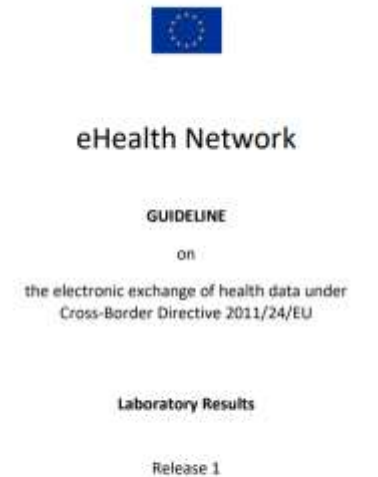 eHealth Network
GUIDELINE
on
the electronic exchange of health data under
Cross-Border Directive 2011/24/EU
Laboratory Results
Release 1